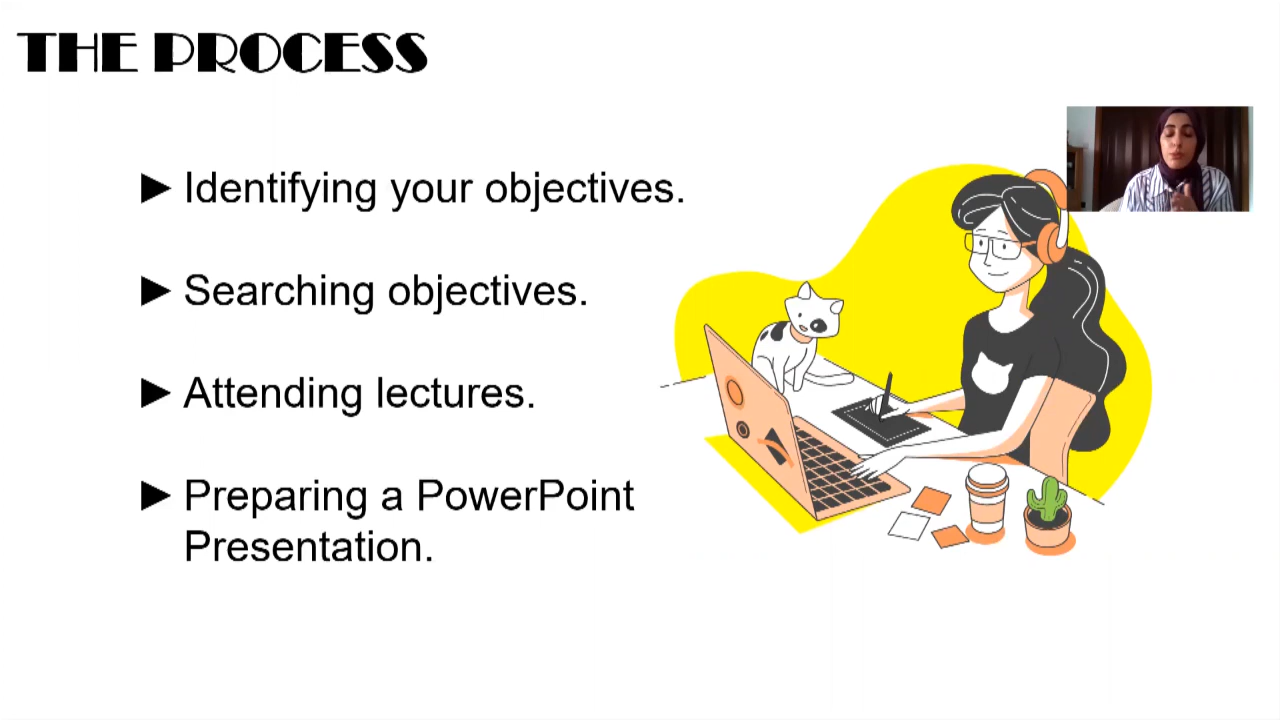 THE PROCESS
► Identifying your objectives.
► Searching objectives.
► Attending lectures.
► Preparing a PowerPoint
Presentation.